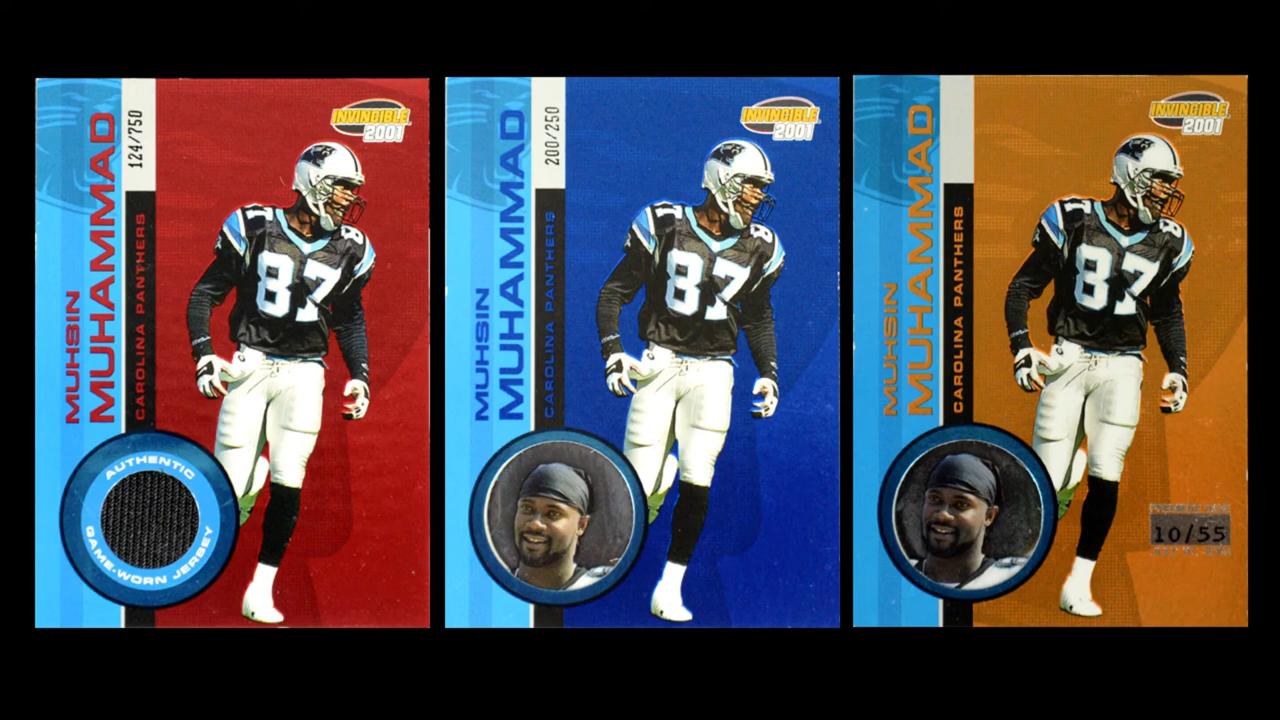 MUHSIN
MUHAMMAD
124/750
CAROLINA PANTHERS
INVINCIBLE
2001
87
87
AUTHENTIC
GAME-WORN JERSEY
MUHSIN
MUHAMMAD
200/250
CAROLINA PANTHERS
INVINCIBLE
2001
87
MUHSIN
MUHAMMAD
CAROLINA PANTHERS
INVINCIBLE
2001
87
10/55